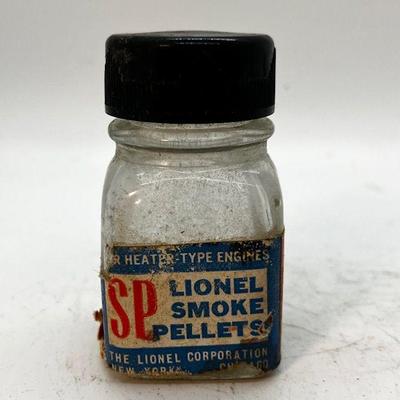 R HEATER-TYPE ENGINES
SP
LIONEL
SMOKE
PELLETS
THE LIONEL CORPORATION
NEW YORK